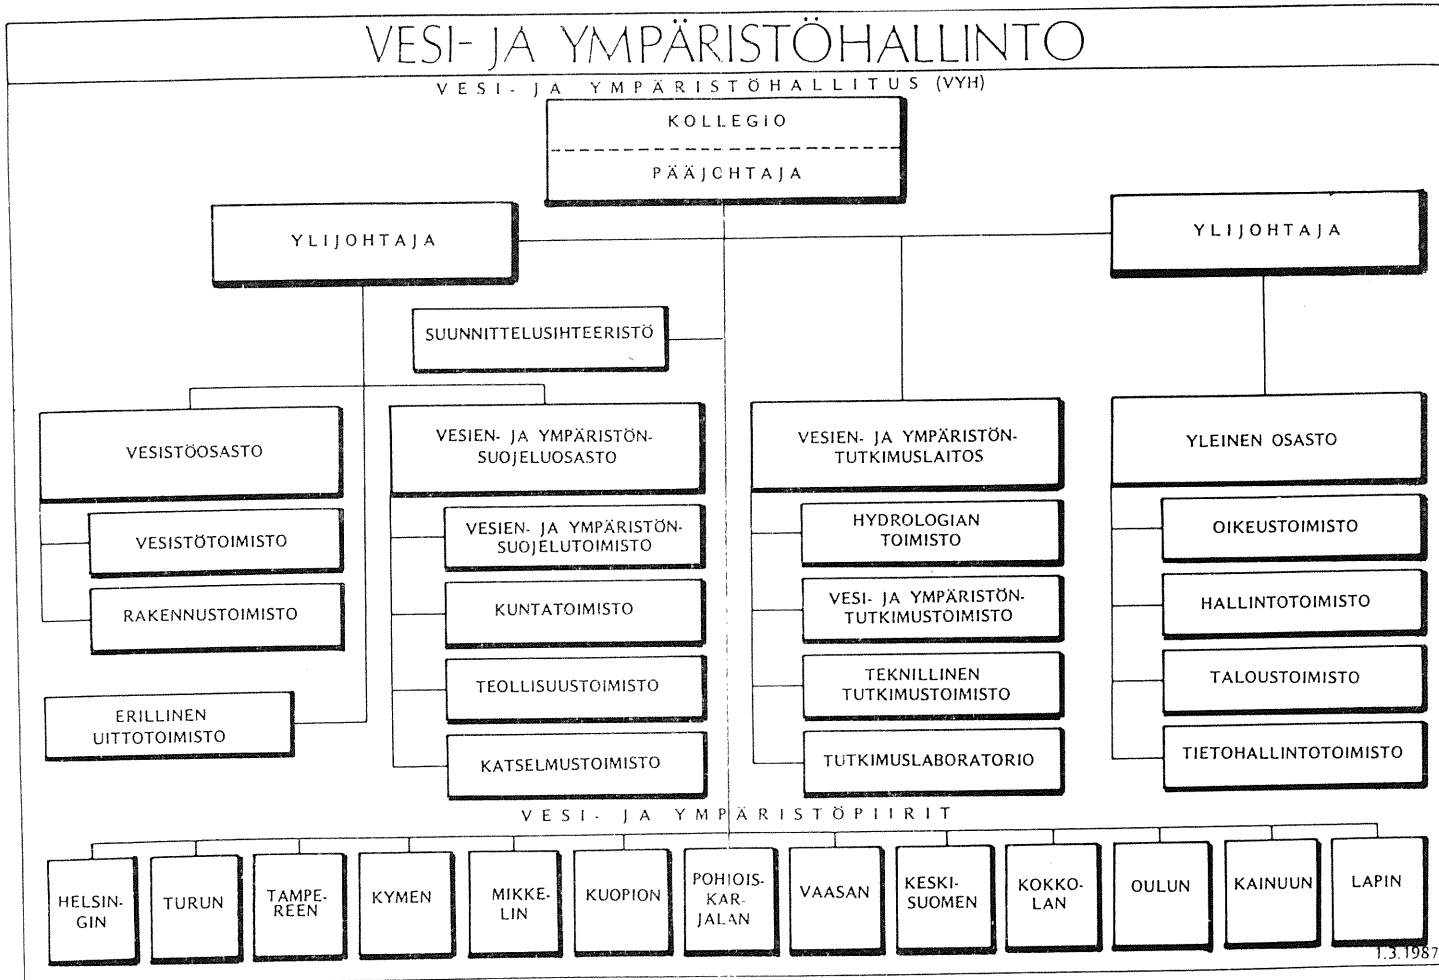 VESI- JA YMPÄRISTÖHALLINTO
VESI- JA YMPÄRISTÖHALLITUS (VYH)
KOLLEGIO
PÄÄJOHTAJA
YLIJOHTAJA
YLIJOHTAJA
SUUNNITTELUSIHTEERISTÖ
VESISTÖOSASTO
VESISTÖTOIMISTO
RAKENNUSTOIMISTO
ERILLINEN
UITTOTOIMISTO
VESIEN- JA YMPÄRISTÖN-
SUOJELUOSASTO
VESIEN- JA YMPÄRISTÖN-
SUOJELUTOIMISTO
KUNTATOIMISTO
TEOLLISUUSTOIMISTO
KATSELMUSTOIMISTO
VESIEN- JA YMPÄRISTÖN-
TUTKIMUSLAITOS
HYDROLOGIAN
TOIMISTO
VESI- JA YMPÄRISTÖN-
TUTKIMUSTOIMISTO
TEKNILLINEN
TUTKIMUSTOIMISTO
TUTKIMUSLABORATORIO
YLEINEN OSASTO
OIKEUSTOIMISTO
HALLINTOTOIMISTO
TALOUSTOIMISTO
TIETOHALLINTOTOIMISTO
VESI- JA YMPÄRISTÖPIIRIT
HELSIN-
GIN
TURUN
TAMPE-
REEN
KYMEN
MIKKE-
LIN
KUOPION
POHJOIS-
KAR-
JALAN
VAASAN
KESKI-
SUOMEN
KOKKO-
LAN
OULUN
KAINUUN
LAPIN
1.3.1987